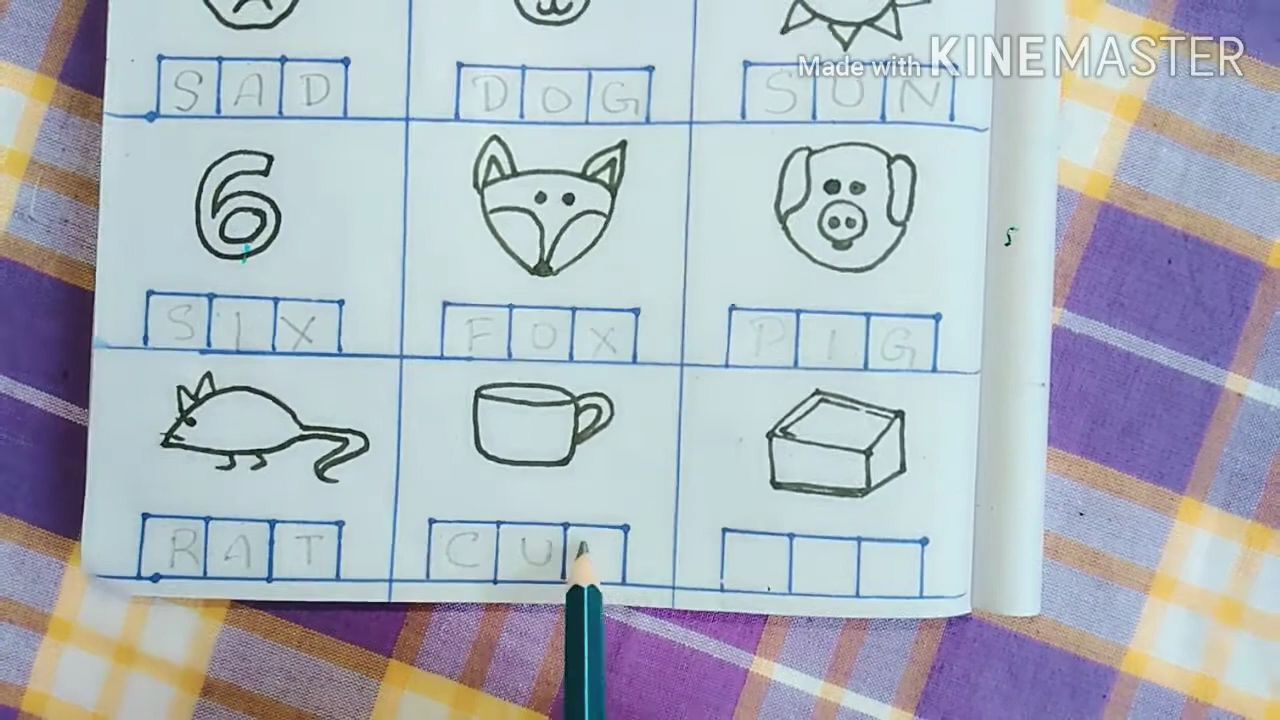 Made with KINEMASTER
SAD DOG SUN
6
SIX FOX PIG
RAT CU